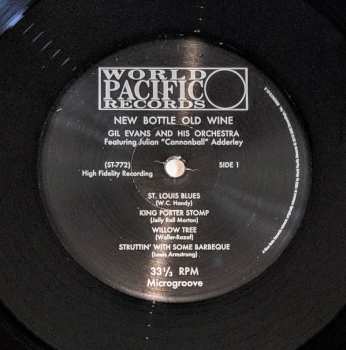 WORLD
PACIFIC
RECORDS
NEW BOTTLE OLD WINE
GIL EVANS AND HIS ORCHESTRA
Featuring Julian "Cannonball" Adderley
(ST-772) SIDE 1
High Fidelity Recording
ST. LOUIS BLUES
(W.C. Handy)
KING PORTER STOMP
(Jelly Roll Morton)
WILLOW TREE
(Waller-Razaf)
STRUTTIN' WITH SOME BARBEQUE
(Louis Armstrong)
33 1/3 RPM
Microgroove